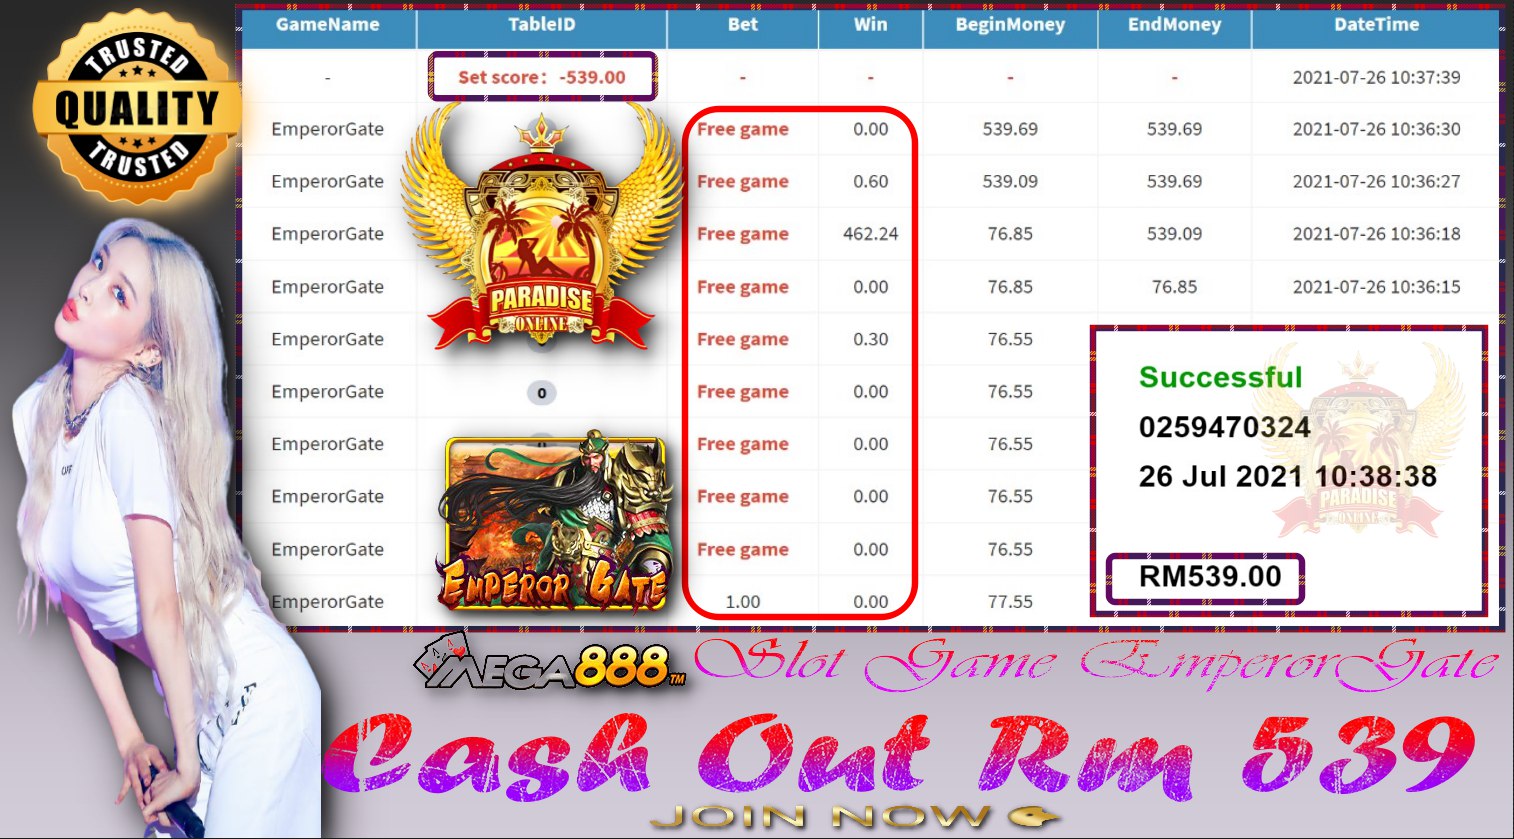 TRUSTED
QUALITY
TRUSTED
GameName TableID Bet Win BeginMoney EndMoney DateTime
- Set score: -539.00 - - - - 2021-07-26 10:37:39
EmperorGate Free game 0.00 539.69 539.69 2021-07-26 10:36:30
EmperorGate Free game 0.60 539.09 539.69 2021-07-26 10:36:27
EmperorGate Free game 462.24 76.85 539.09 2021-07-26 10:36:18
EmperorGate Free game 0.00 76.85 76.85 2021-07-26 10:36:15
EmperorGate Free game 0.30 76.55
EmperorGate 0 Free game 0.00 76.55
EmperorGate 0 Free game 0.00 76.55
EmperorGate Free game 0.00 76.55
EmperorGate Free game 0.00 76.55
EmperorGate 1.00 0.00 77.55
PARADISE
ONLINE
EMPEROR GATE
Successful
0259470324
26 Jul 2021 10:38:38
PARADISE
ONLINE
RM539.00
OFF
MEGA888 TM Slot Game EmperorGate
Cash Out Rm 539
JOIN NOW